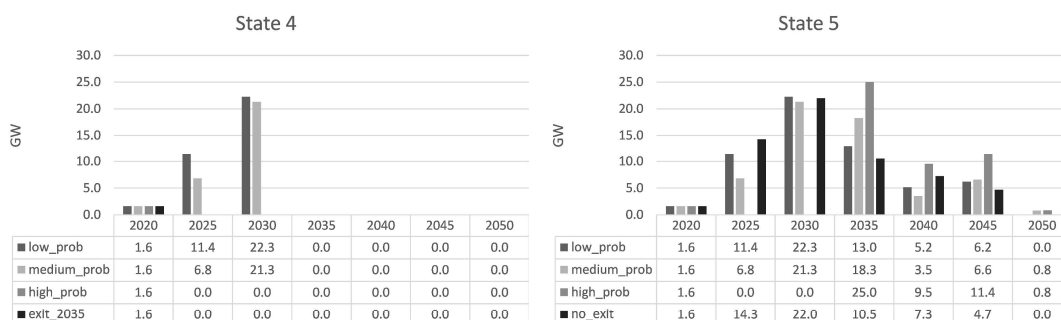 State 4
30.0
25.0
20.0
15.0
10.0
5.0
0.0
GW
2020 2025 2030 2035 2040 2045 2050
low_prob 1.6 11.4 22.3 0.0 0.0 0.0 0.0
medium_prob 1.6 6.8 21.3 0.0 0.0 0.0 0.0
high_prob 1.6 0.0 0.0 0.0 0.0 0.0 0.0
exit_2035 1.6 0.0 0.0 0.0 0.0 0.0 0.0
State 5
30.0
25.0
20.0
15.0
10.0
5.0
0.0
GW
2020 2025 2030 2035 2040 2045 2050
low_prob 1.6 11.4 22.3 13.0 5.2 6.2 0.0
medium_prob 1.6 6.8 21.3 18.3 3.5 6.6 0.8
high_prob 1.6 0.0 0.0 25.0 9.5 11.4 0.8
no_exit 1.6 14.3 22.0 10.5 7.3 4.7 0.0